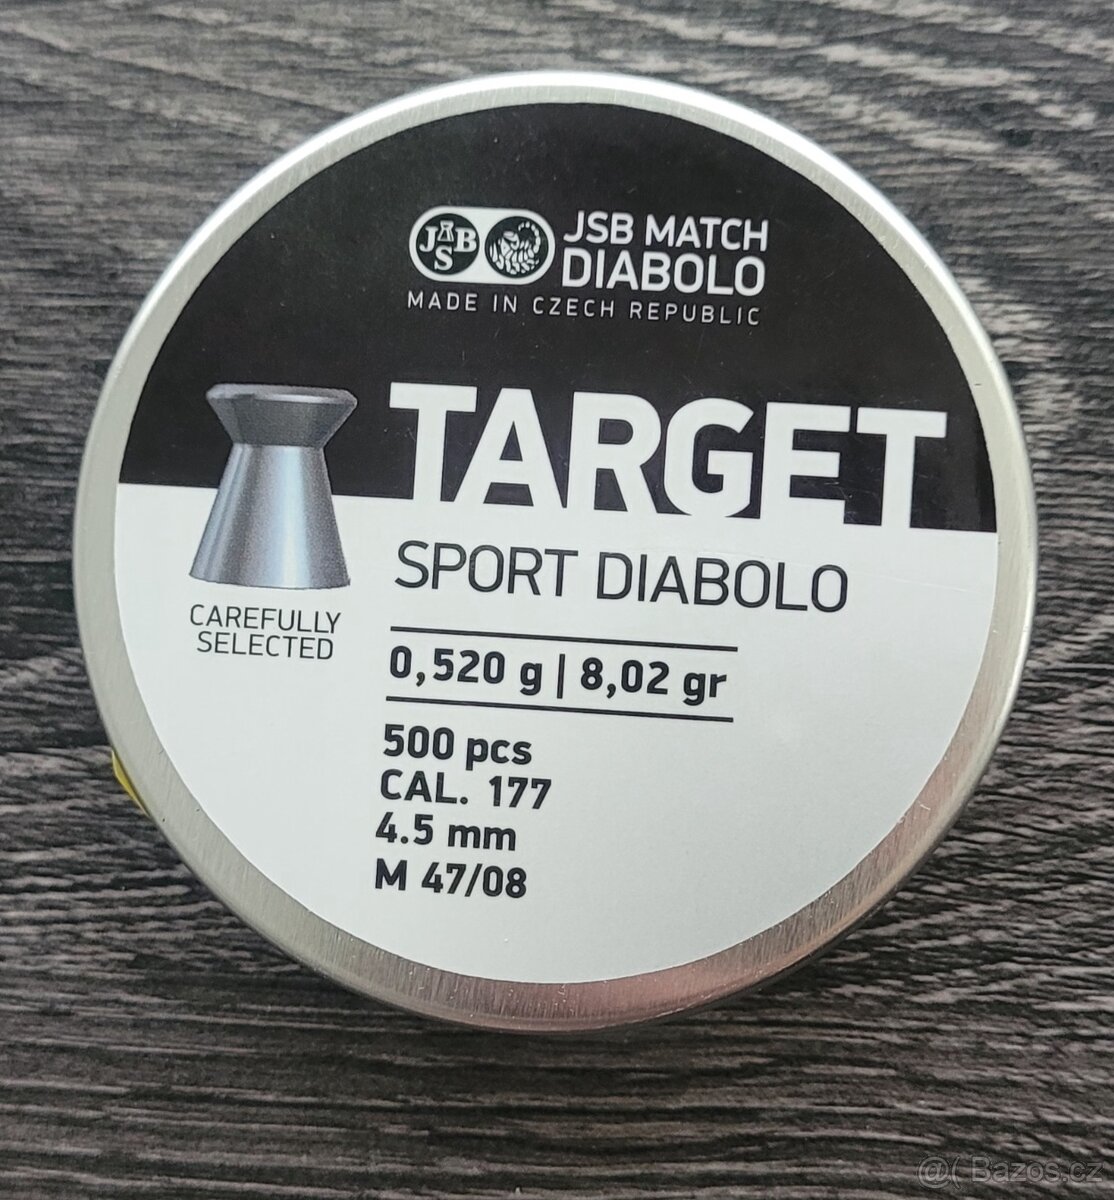 JSB
JSB MATCH
DIABOLO
MADE IN CZECH REPUBLIC
TARGET
SPORT DIABOLO
CAREFULLY
SELECTED
0,520 g | 8,02 gr
500 pcs
CAL. 177
4.5 mm
M 47/08
@( Bazos.cz